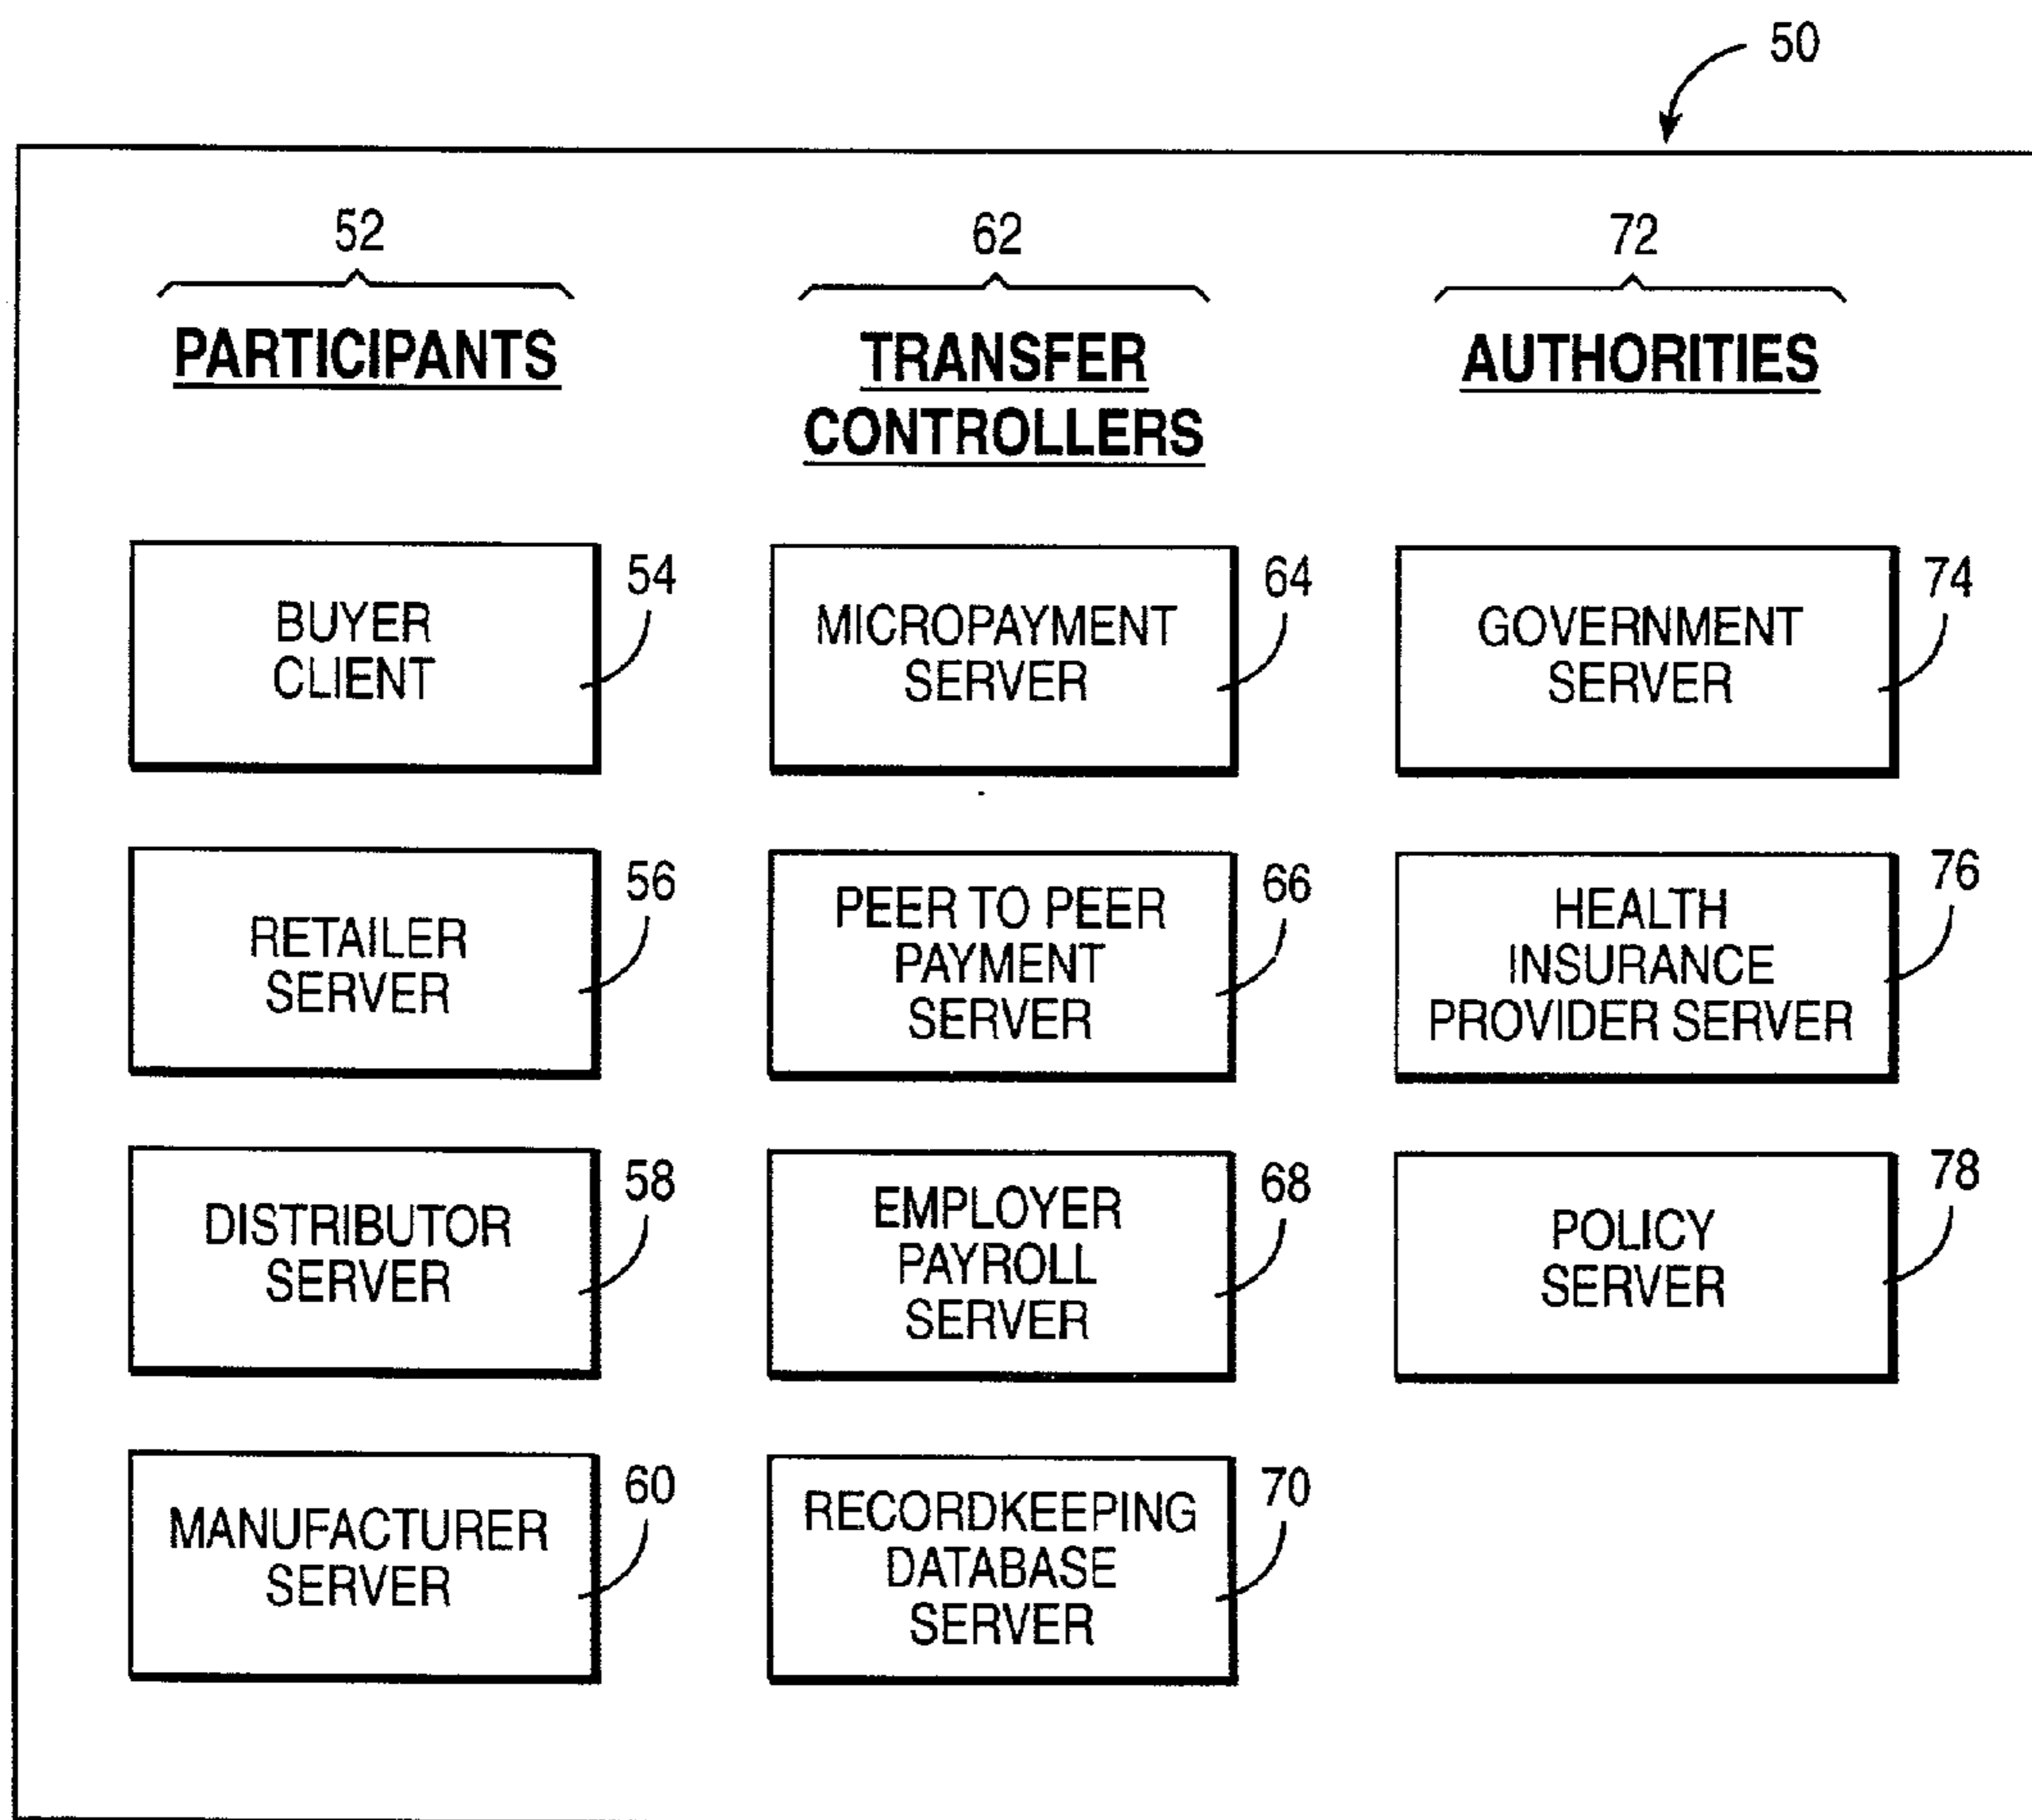 50
52
62
72
PARTICIPANTS
TRANSFER
CONTROLLERS
AUTHORITIES
BUYER
CLIENT
54
MICROPAYMENT
SERVER
64
GOVERNMENT
SERVER
74
RETAILER
SERVER
56
PEER TO PEER
PAYMENT
SERVER
66
HEALTH
INSURANCE
PROVIDER SERVER
76
DISTRIBUTOR
SERVER
58
EMPLOYER
PAYROLL
SERVER
68
POLICY
SERVER
78
MANUFACTURER
SERVER
60
RECORDKEEPING
DATABASE
SERVER
70